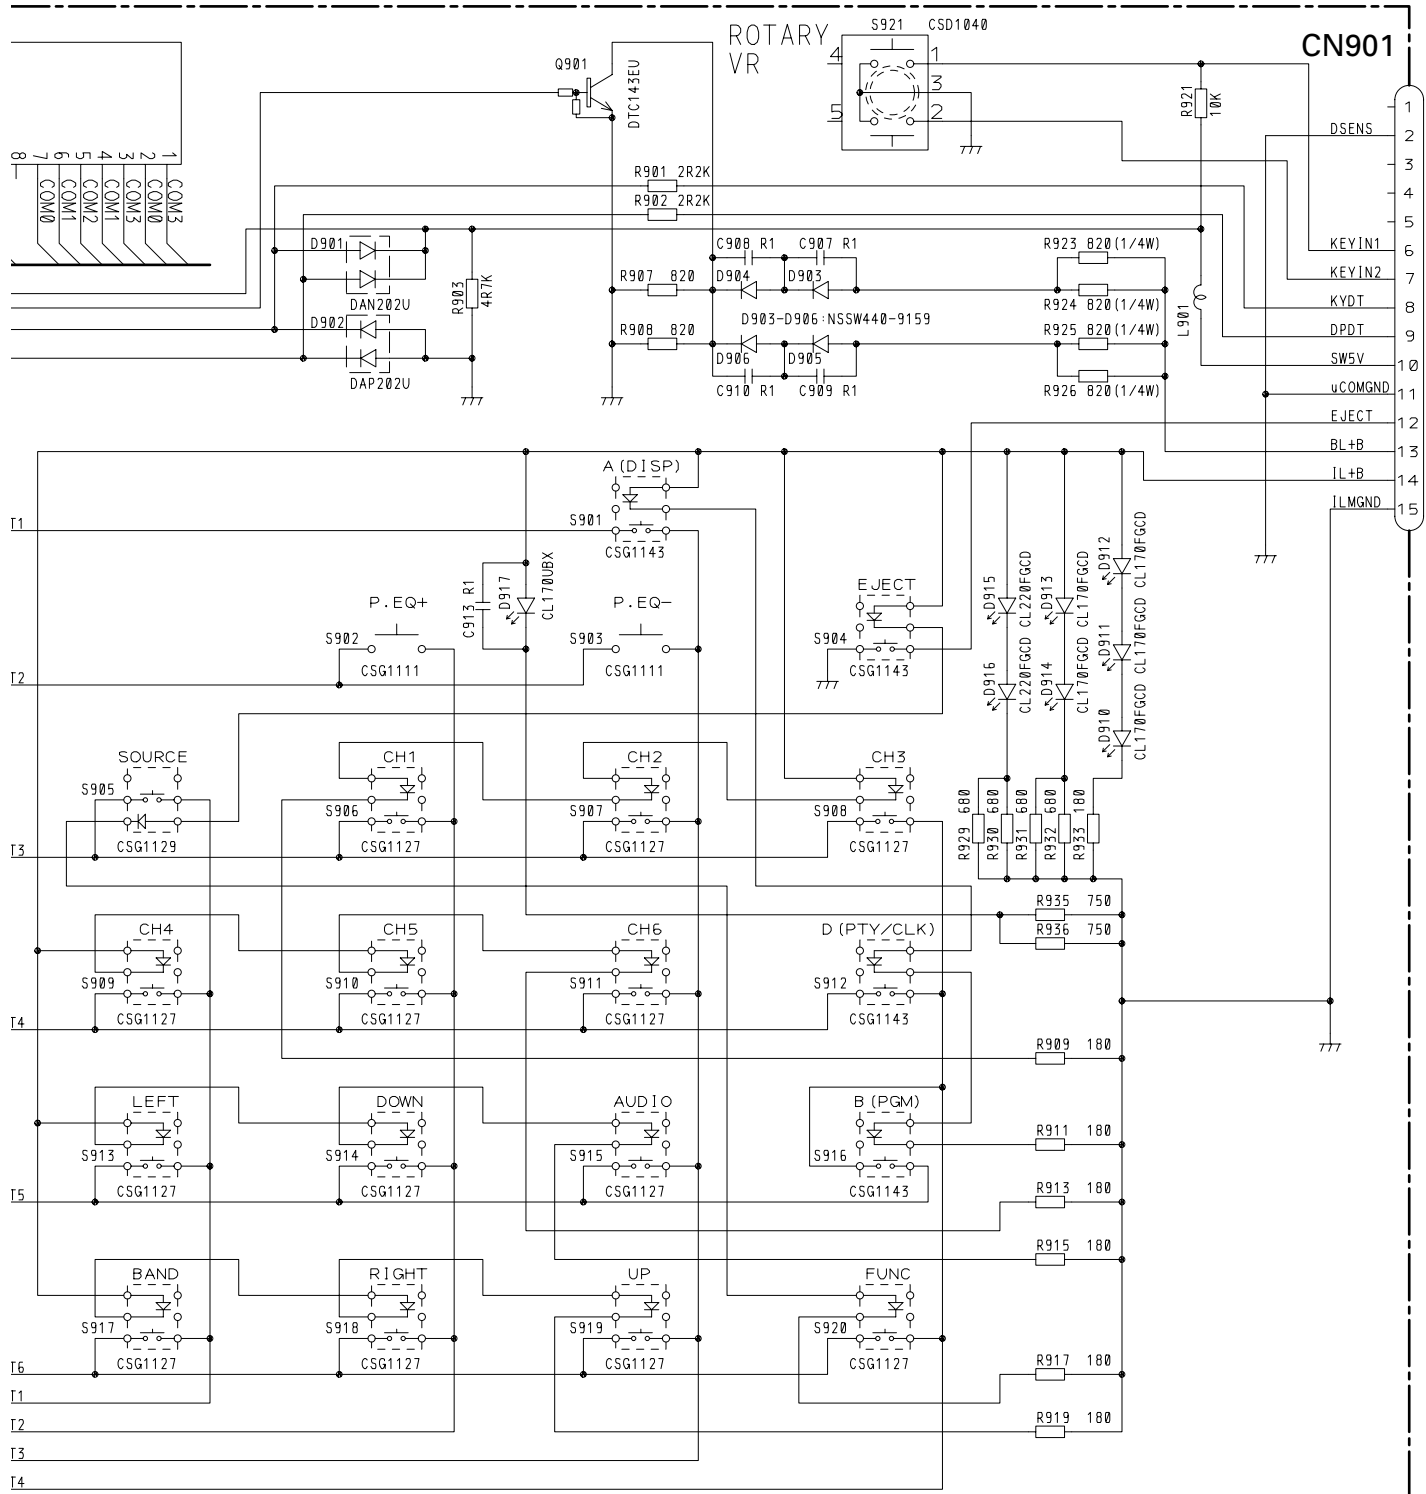 ROTARY
VR
S921 CSD1040
CN901
Q901
DTC143EU
4
5
1
3
2
R921
10K
1
2
3
4
5
6
7
8
9
10
11
12
13
14
15
DSENS
KEYIN1
KEYIN2
KYDT
DPDT
SW5V
uCOMGND
EJECT
BL+B
IL+B
ILMGND
8
7
6
5
4
3
2
1
COM0
COM1
COM2
COM1
COM3
COM0
COM3
R901 2R2K
R902 2R2K
D901
DAN202U
D902
DAP202U
R903
4R7K
R907 820
R908 820
C908 R1
C907 R1
D904
D903
D903-D906:NSSW440-9159
D906
D905
C910 R1
C909 R1
R923 820(1/4W)
R924 820(1/4W)
R925 820(1/4W)
R926 820(1/4W)
L901
T1
A(DISP)
S901
CSG1143
C913 R1
D917
CL170UBX
P.EQ+
S902
CSG1111
P.EQ-
S903
CSG1111
EJECT
S904
CSG1143
D915
CL220FGCD
D916
CL220FGCD
D913
CL170FGCD
D914
CL170FGCD
D912
CL170FGCD
D911
CL170FGCD
D910
CL170FGCD
T2
SOURCE
S905
CSG1129
CH1
S906
CSG1127
CH2
S907
CSG1127
CH3
S908
CSG1127
R929 680
R930 680
R931 680
R932 680
R933 180
T3
R935 750
R936 750
CH4
S909
CSG1127
CH5
S910
CSG1127
CH6
S911
CSG1127
D(PTY/CLK)
S912
CSG1143
T4
R909 180
LEFT
S913
CSG1127
DOWN
S914
CSG1127
AUDIO
S915
CSG1127
B(PGM)
S916
CSG1143
R911 180
T5
R913 180
R915 180
BAND
S917
CSG1127
RIGHT
S918
CSG1127
UP
S919
CSG1127
FUNC
S920
CSG1127
T6
R917 180
T1
R919 180
T2
T3
T4